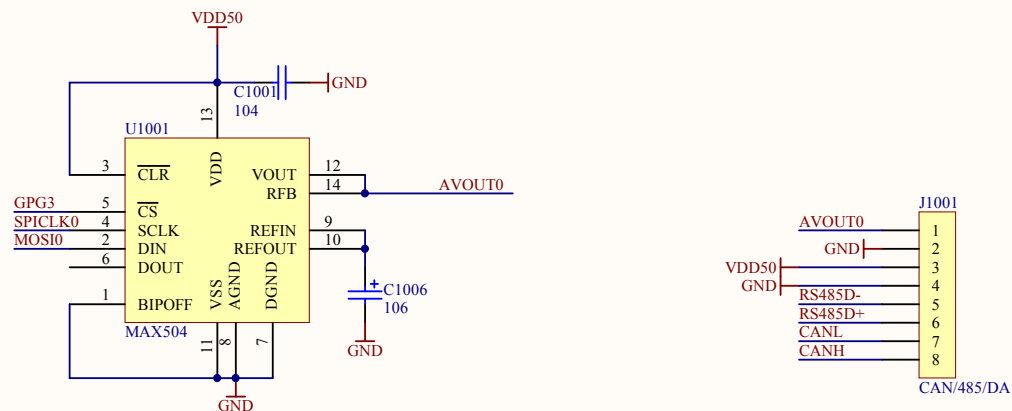 VDD50
C1001
104
GND
13
U1001
VDD
3
CLR
VOUT
12
RFB
14
AVOUT0
GPG3
5
CS
SPICLK0
4
SCLK
REFIN
9
MOSI0
2
DIN
REFOUT
10
6
DOUT
1
BIPOFF
VSS
AGND
DGND
C1006
106
GND
MAX504
11
8
7
GND
J1001
AVOUT0
1
GND
2
VDD50
3
GND
4
RS485D-
5
RS485D+
6
CANL
7
CANH
8
CAN/485/DA